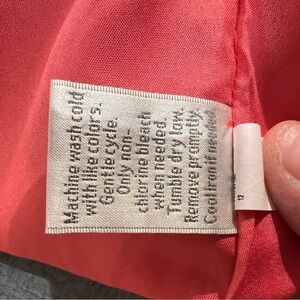 Machine wash cold
with like colors.
Gentle cycle.
Only non-
chlorine bleach
when needed.
Tumble dry low.
Remove promptly.
Cool iron if needed
12